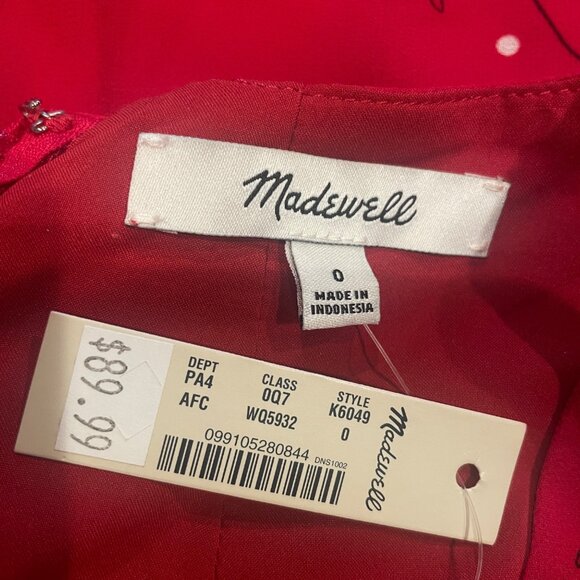 Madewell
0
MADE IN
INDONESIA
$89.99
DEPT CLASS STYLE
PA4 0Q7 K6049
AFC WQ5932 0
099105280844 DNS1002
Madewell